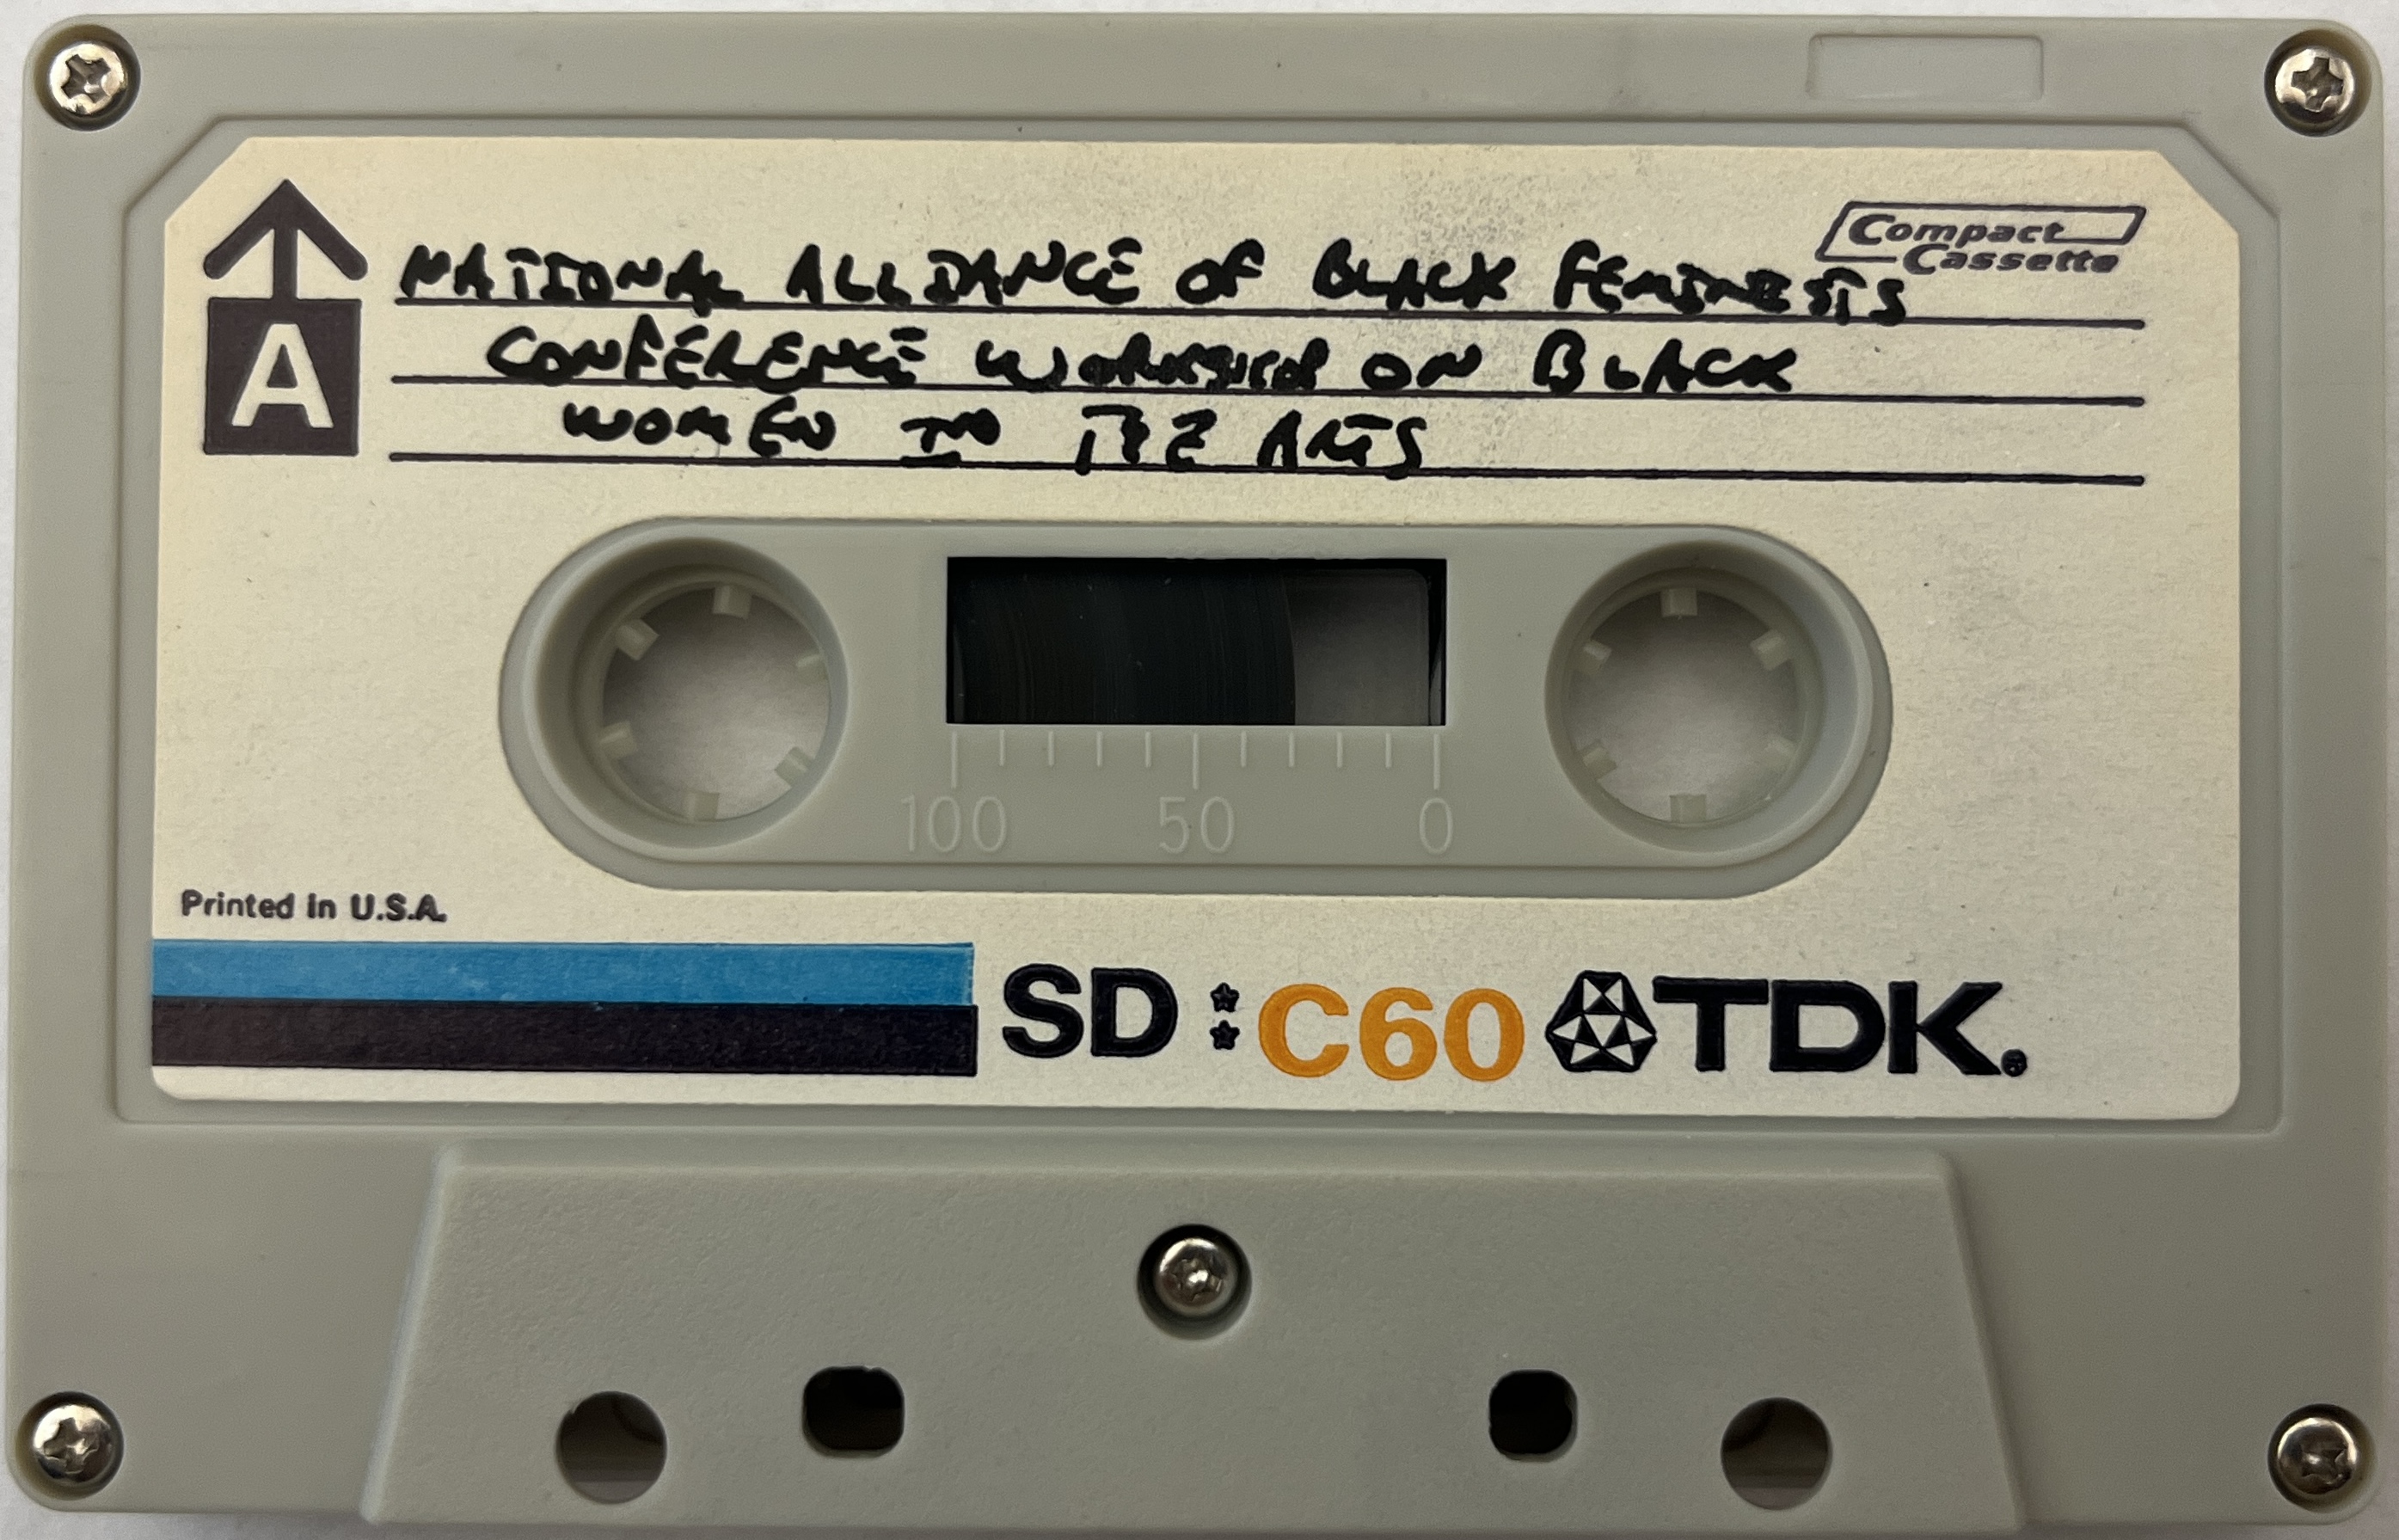 Compact
Cassette
A
NATIONAL ALLIANCE OF BLACK FEMINISTS
CONFERENCE WORKSHOP ON BLACK
WOMEN IN THE ARTS
100 50 0
Printed in U.S.A.
SD C60 TDK®